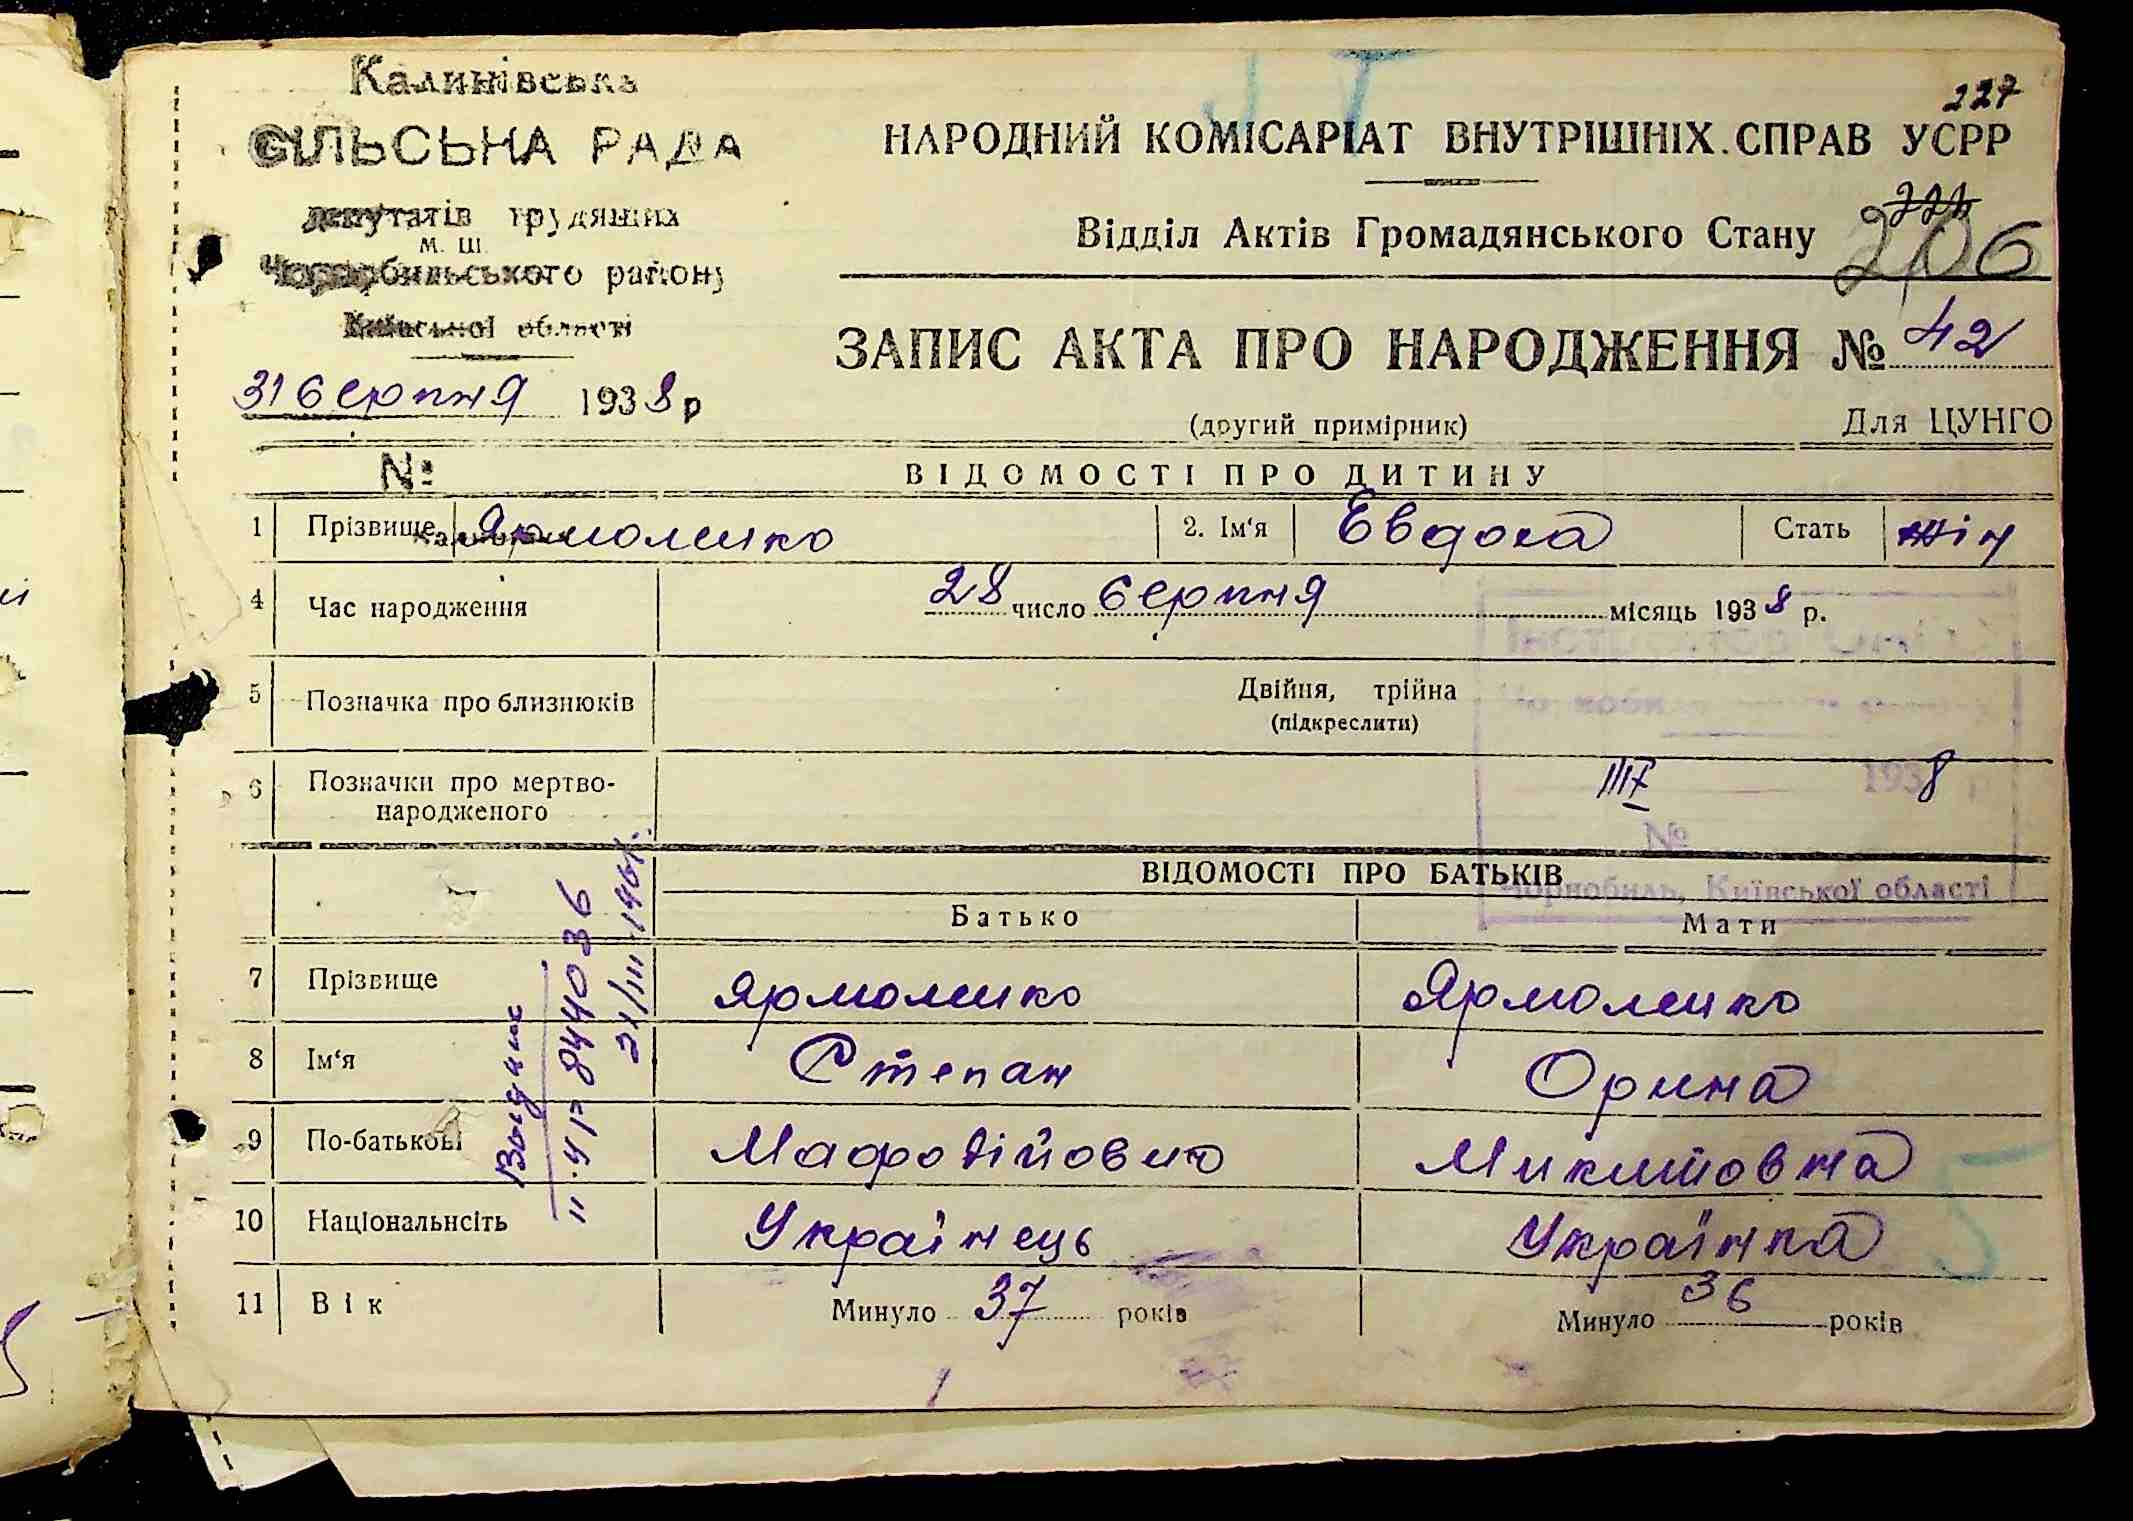 227
Калинівська
СІЛЬСЬКА РАДА
депутатів трудящих
м. Ш.
Чорнобильського району
Київської області
31 серпня 1938 р
НАРОДНИЙ КОМІСАРІАТ ВНУТРІШНІХ СПРАВ УСРР
Відділ Актів Громадянського Стану
206
ЗАПИС АКТА ПРО НАРОДЖЕННЯ № 42
(другий примірник) Для ЦУНГО
№
ВІДОМОСТІ ПРО ДИТИНУ
1 Прізвище Ярмоленко 2. Ім'я Евдоха Стать жін
4 Час народження 28 число серпня місяць 1938 р.
5 Позначка про близнюків Двійня, трійна
(підкреслити)
6 Позначки про мертво-
народженого
1938 р
№
Чорнобиль, Київської області
ВІДОМОСТІ ПРО БАТЬКІВ
Батько Мати
7 Прізвище Ярмоленко Ярмоленко
8 Ім'я Степан Орина
9 По-батькові Мафодійович Микитовна
10 Національнсіть Українець Українка
11 Вік Минуло 37 років Минуло 36 років